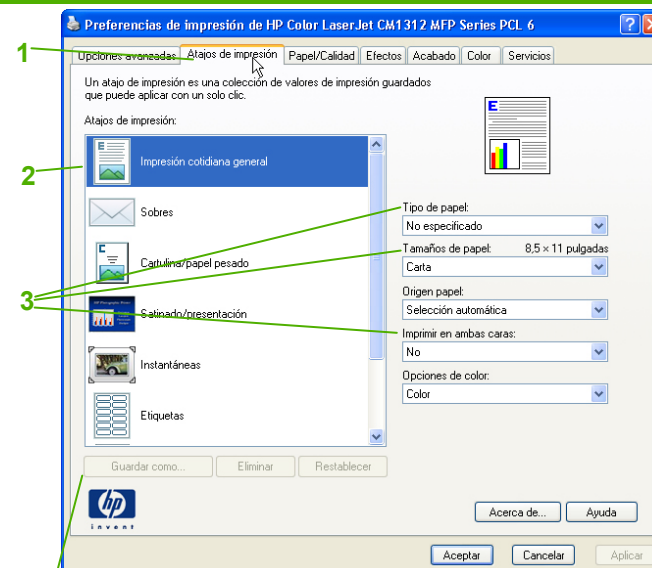 Preferencias de impresión de HP Color LaserJet CM1312 MFP Series PCL 6
1
Opciones avanzadas Atajos de impresión Papel/Calidad Efectos Acabado Color Servicios
Un atajo de impresión es una colección de valores de impresión guardados
que puede aplicar con un solo clic.
Atajos de impresión:
E
E
2
Impresión cotidiana general
Sobres
Tipo de papel:
No especificado
Tamaños de papel: 8,5 × 11 pulgadas
Carta
E
Cartulina/papel pesado
3
Origen papel:
Selección automática
Satinado/presentación
Imprimir en ambas caras:
No
Instantáneas
Opciones de color:
Color
Etiquetas
Guardar como... Eliminar Restablecer
hp
invent
Acerca de... Ayuda
Aceptar Cancelar Aplicar